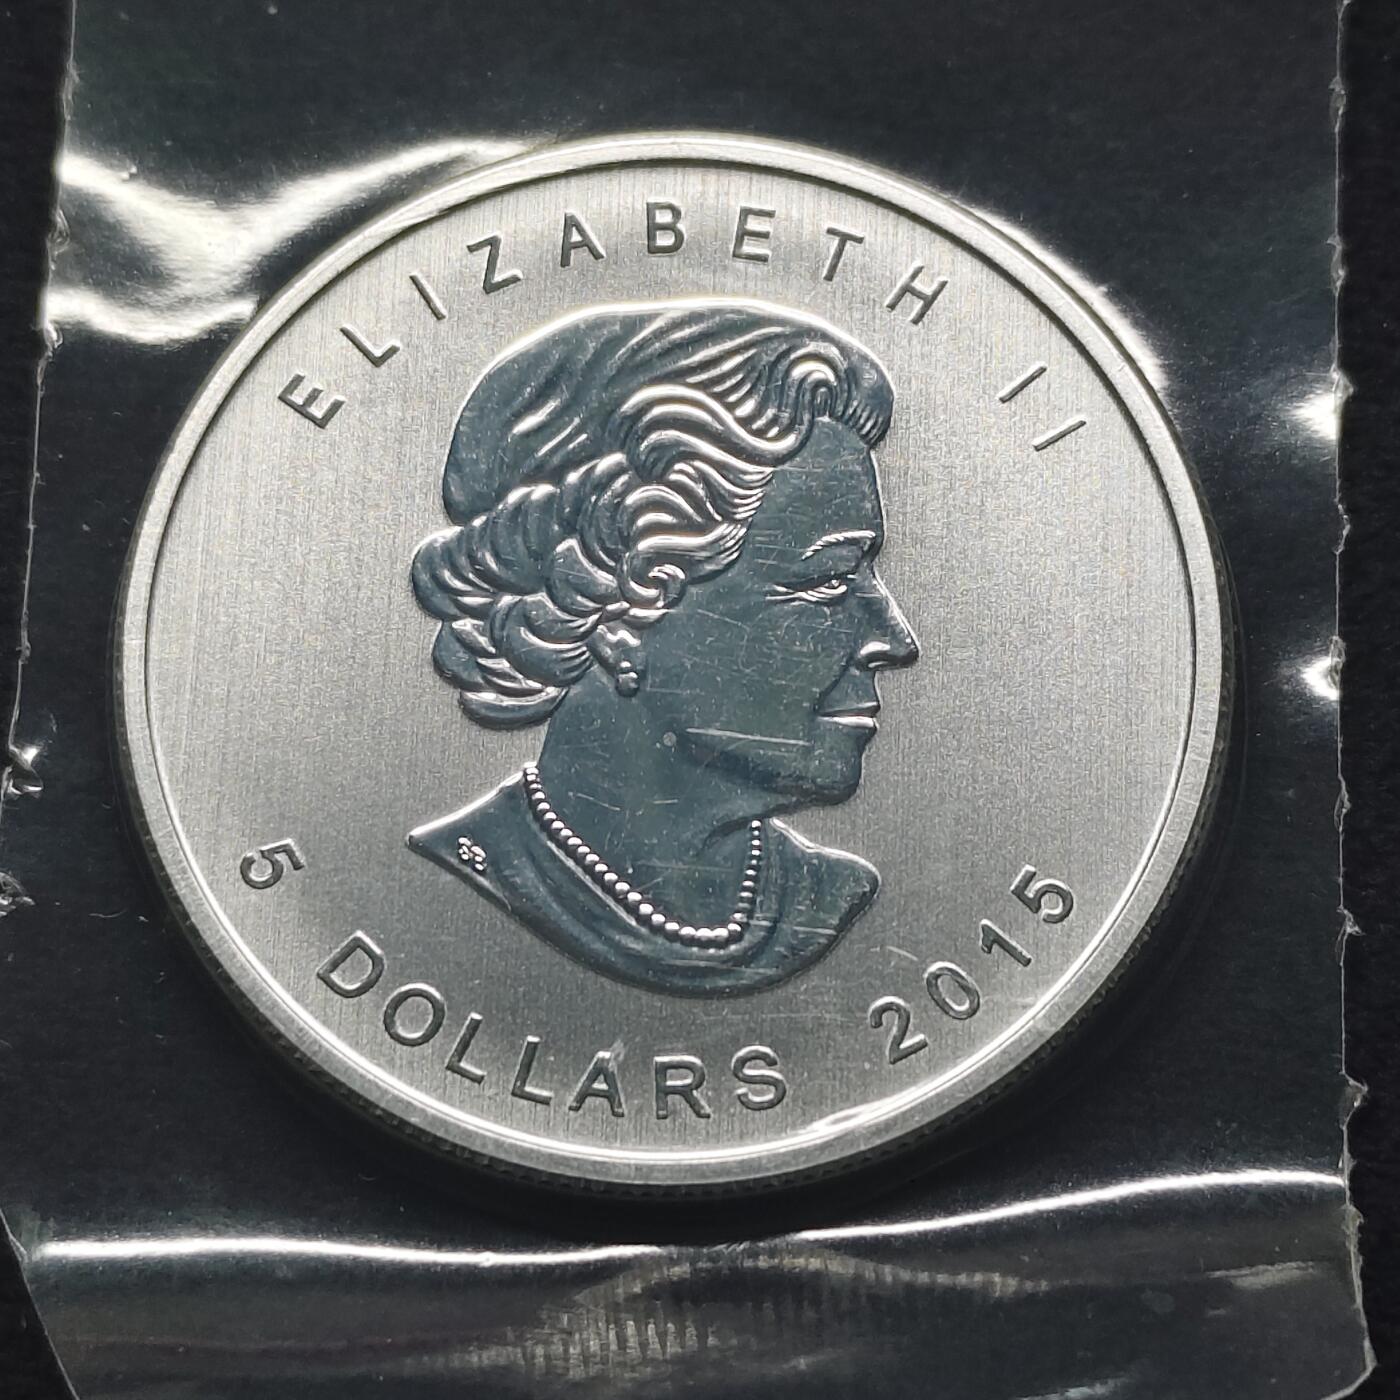 ELIZABETH II
5 DOLLARS 2015